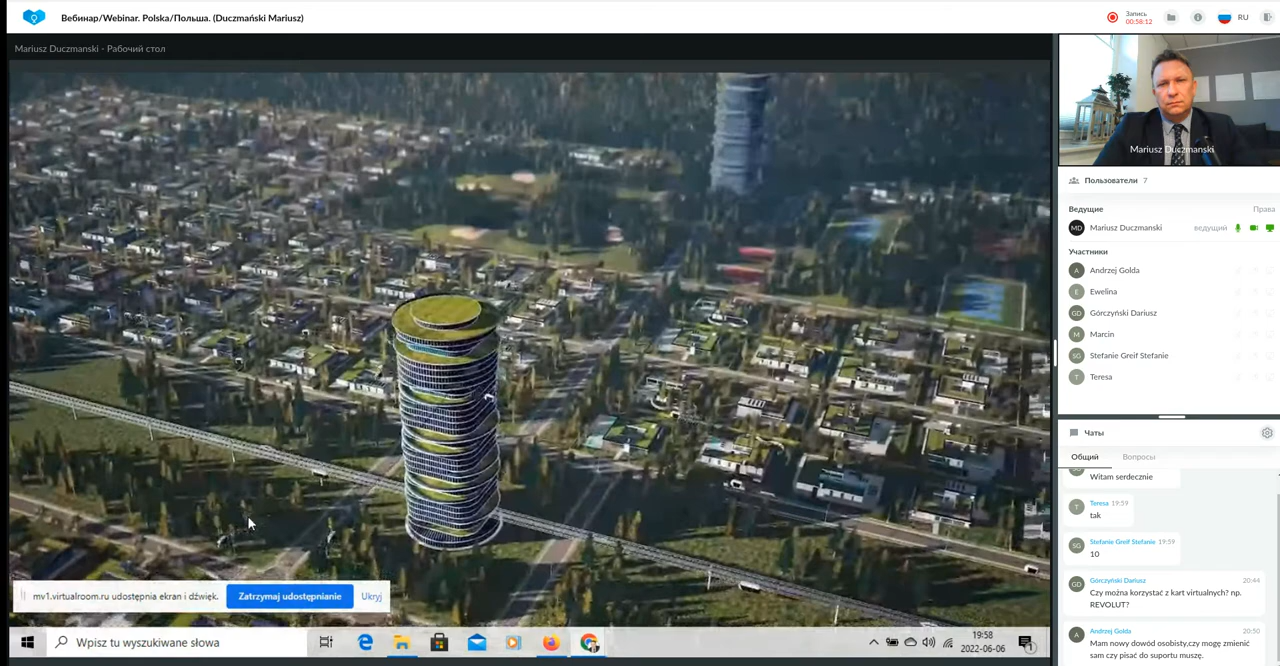 Вебинар/Webinar. Polska/Польша. (Duczmański Mariusz)
Запись
00:58:12
RU
Mariusz Duczmanski - Рабочий стол
Mariusz Duczmanski
Пользователи 7
Ведущие Права
MD Mariusz Duczmanski ведущий
Участники
A Andrzej Golda
E Ewelina
GD Górczyński Dariusz
M Marcin
SG Stefanie Greif Stefanie
T Teresa
Чаты
Общий Вопросы
Witam serdecznie
T Teresa 19:59
tak
SG Stefanie Greif Stefanie 19:59
10
GD Górczyński Dariusz 20:44
Czy można korzystać z kart virtualnych? np.
REVOLUT?
A Andrzej Golda 20:50
Mam nowy dowód osobisty,czy mogę zmienić
sam czy pisać do suportu muszę.
mv1.virtualroom.ru udostępnia ekran i dźwięk. Zatrzymaj udostępnianie Ukryj
Wpisz tu wyszukiwane słowa
19:58
2022-06-06
1